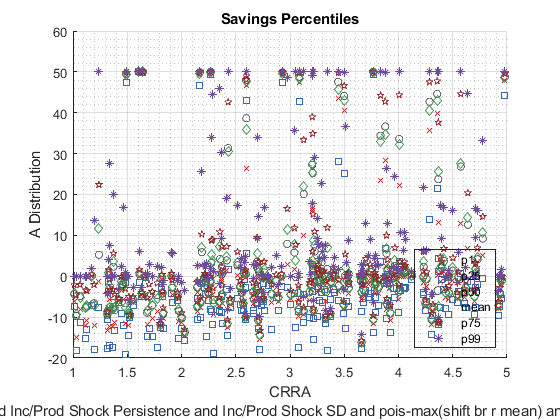 Savings Percentiles
A Distribution
60
50
40
30
20
10
0
-10
-20
1
1.5
2
2.5
3
3.5
4
4.5
5
mean
p75
p99
CRRA
d Inc/Prod Shock Persistence and Inc/Prod Shock SD and pois-max(shift br r mean) ar